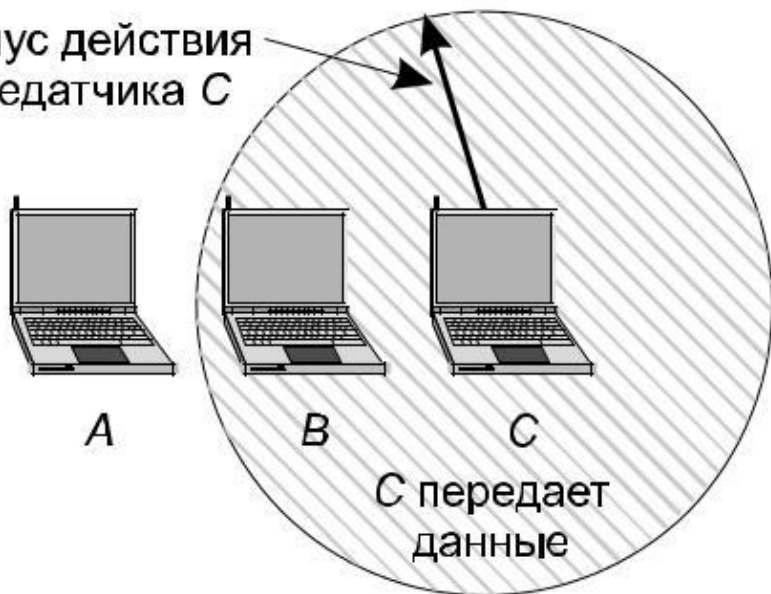 ус действия
едатчика C
A
B
C
C передает
данные